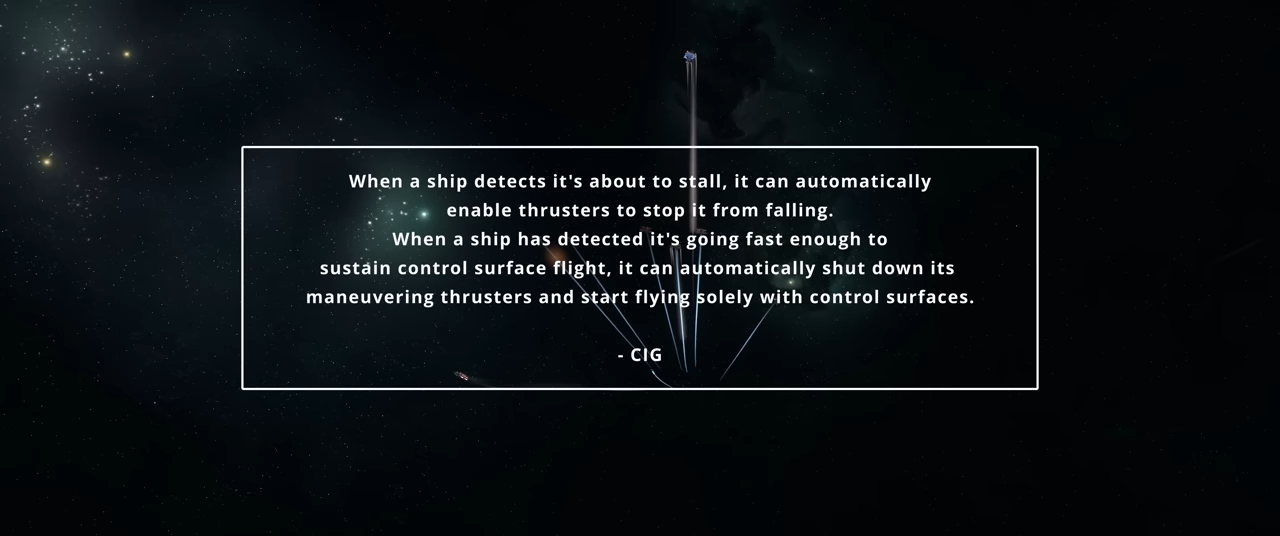 When a ship detects it's about to stall, it can automatically
enable thrusters to stop it from falling.
When a ship has detected it's going fast enough to
sustain control surface flight, it can automatically shut down its
maneuvering thrusters and start flying solely with control surfaces.
- CIG